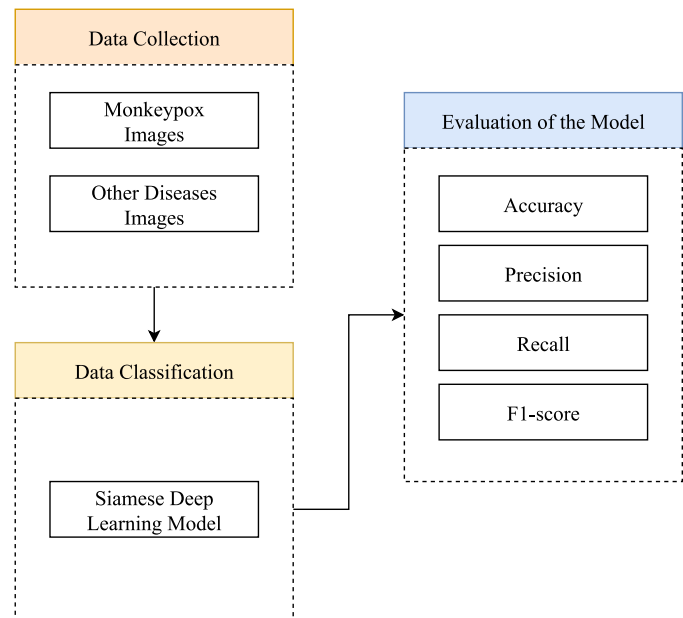 Data Collection
Monkeypox
Images
Other Diseases
Images
Data Classification
Siamese Deep
Learning Model
Evaluation of the Model
Accuracy
Precision
Recall
F1-score